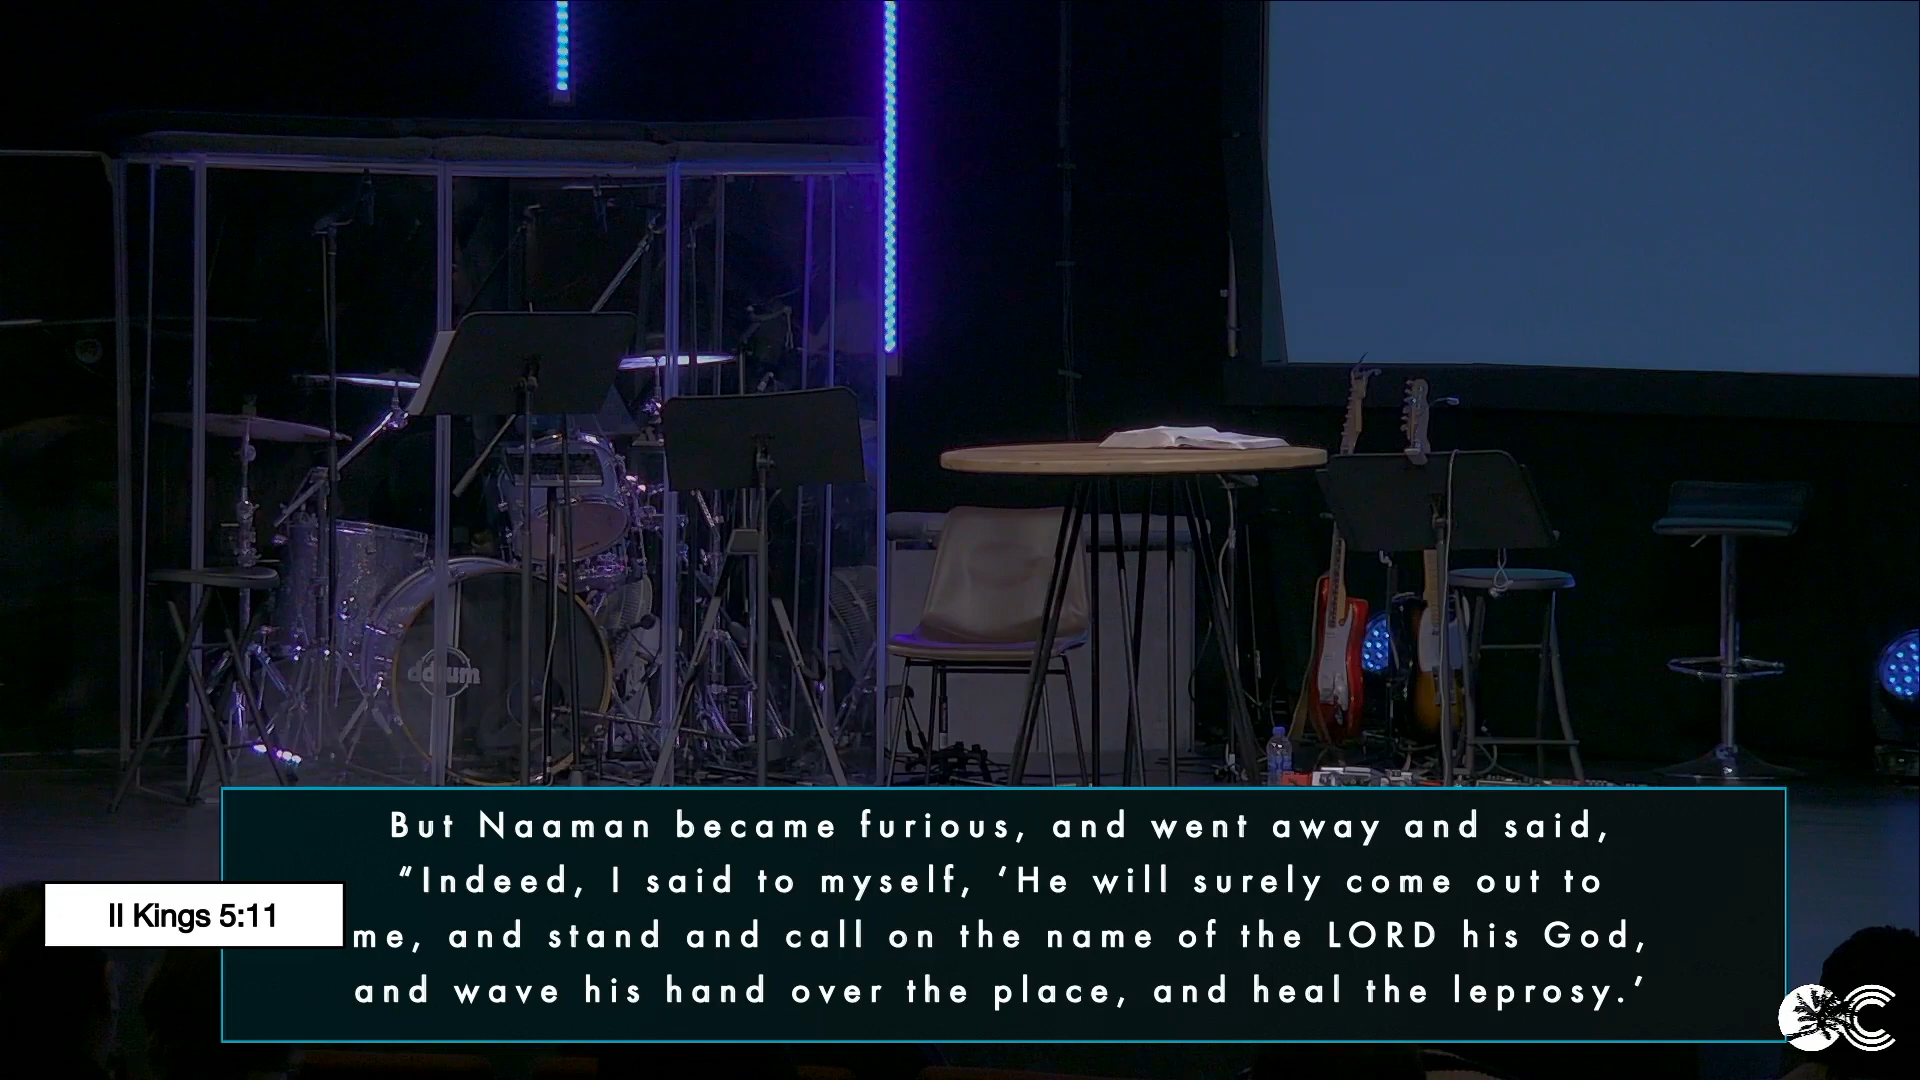 ddrum
But Naaman became furious, and went away and said,
“Indeed, I said to myself, ‘He will surely come out to
me, and stand and call on the name of the LORD his God,
and wave his hand over the place, and heal the leprosy.’
II Kings 5:11